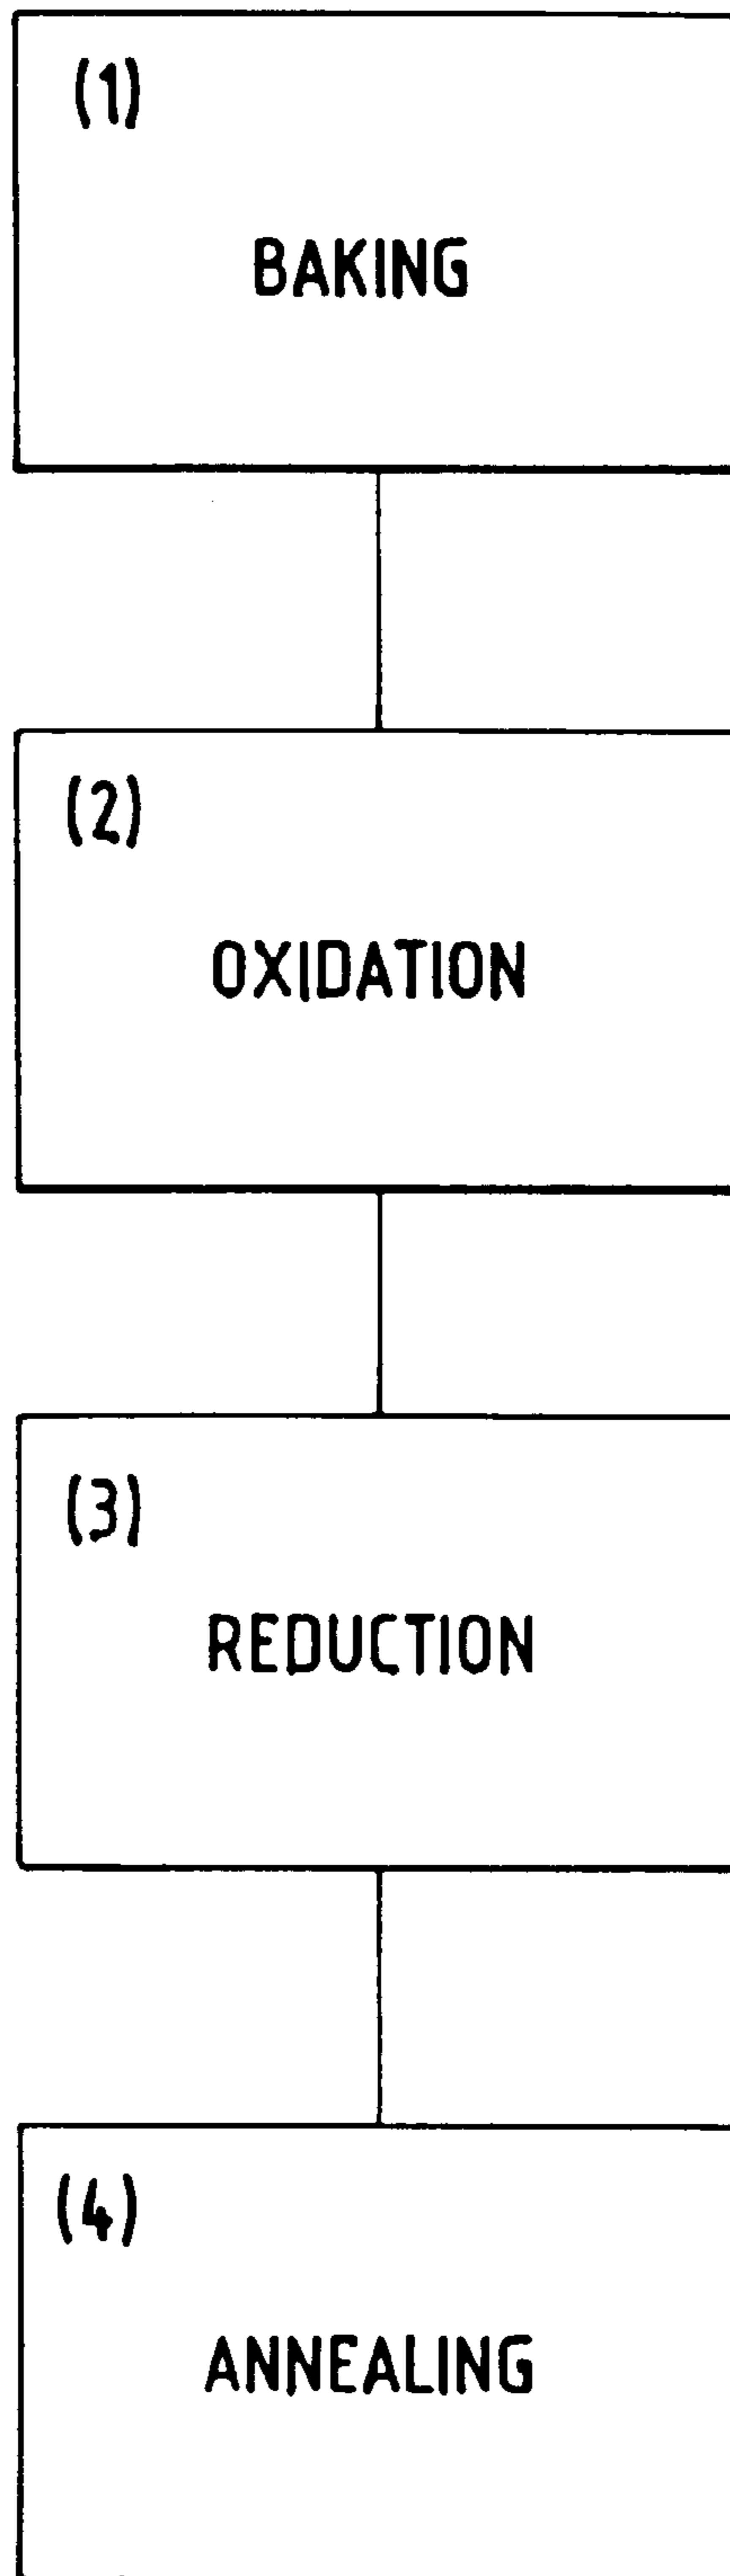 (1)
BAKING
(2)
OXIDATION
(3)
REDUCTION
(4)
ANNEALING